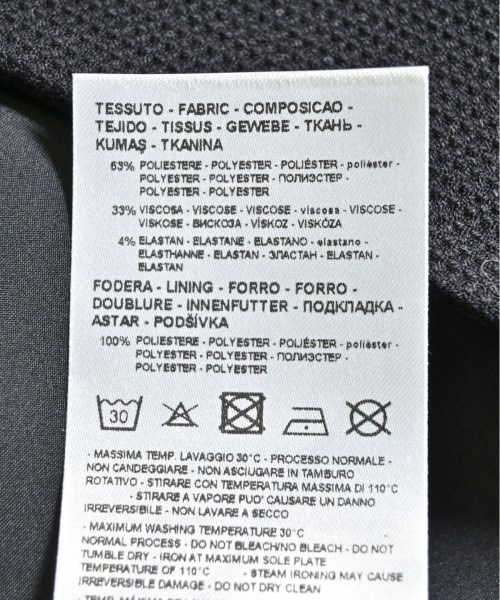 TESSUTO - FABRIC - COMPOSICAO -
TEJIDO - TISSUS - GEWEBE - ТКАНЬ -
KUMAŞ - TKANINA
63% POLIESTERE - POLYESTER - POLIÉSTER - poliéster -
POLYESTER - POLYESTER - ПОЛИЭСТЕР -
POLYESTER - POLYESTER
33% VISCOSA - VISCOSE - VISCOSE - viscosa - VISCOSE -
VISKOSE - ВИСКОЗА - VİSKOZ - VISKÓZA
4% ELASTAN - ELASTANE - ELASTANO - elastano -
ELASTHANNE - ELASTAN - ЭЛАСТАН - ELASTAN -
ELASTAN
FODERA - LINING - FORRO - FORRO -
DOUBLURE - INNENFUTTER - ПОДКЛАДКА -
ASTAR - PODŠÍVKA
100% POLIESTERE - POLYESTER - POLIÉSTER - poliéster -
POLYESTER - POLYESTER - ПОЛИЭСТЕР -
POLYESTER - POLYESTER
30
- MASSIMA TEMP. LAVAGGIO 30°C - PROCESSO NORMALE -
NON CANDEGGIARE - NON ASCIUGARE IN TAMBURO
ROTATIVO - STIRARE CON TEMPERATURA MASSIMA DI 110°C
- STIRARE A VAPORE PUO' CAUSARE UN DANNO
IRREVERSIBILE - NON LAVARE A SECCO
- MAXIMUM WASHING TEMPERATURE 30°C -
NORMAL PROCESS - DO NOT BLEACH/NO BLEACH - DO NOT
TUMBLE DRY - IRON AT MAXIMUM SOLE PLATE
TEMPERATURE OF 110°C - STEAM IRONING MAY CAUSE
IRREVERSIBLE DAMAGE - DO NOT DRY CLEAN